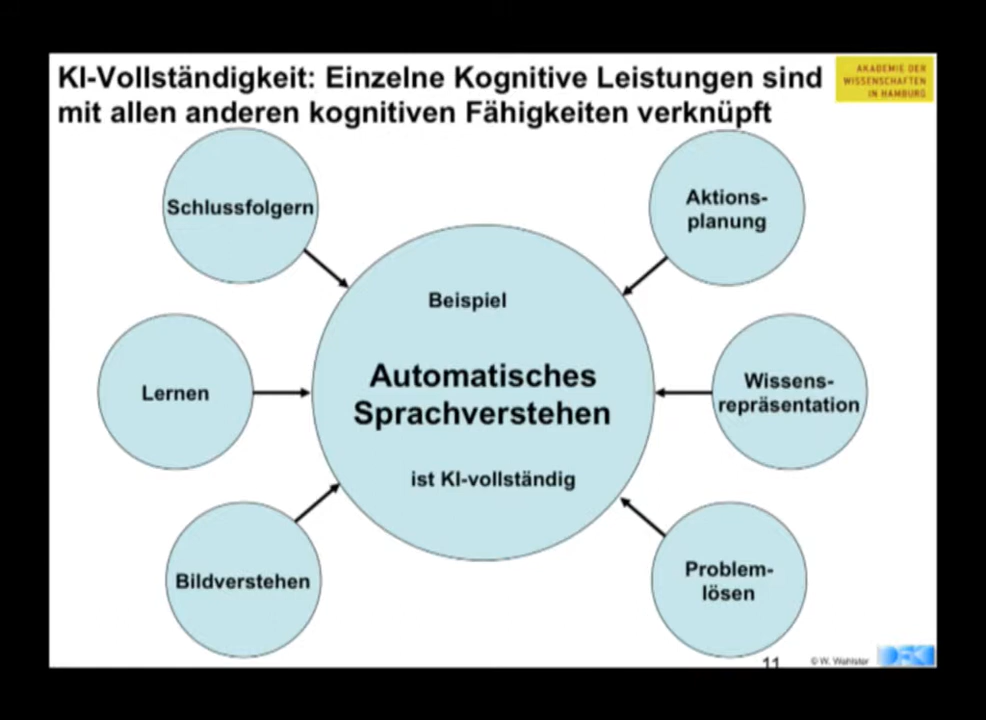 KI-Vollständigkeit: Einzelne Kognitive Leistungen sind
mit allen anderen kognitiven Fähigkeiten verknüpft
AKADEMIE DER
WISSENSCHAFTEN
IN HAMBURG
Schlussfolgern
Aktions-
planung
Beispiel
Automatisches
Sprachverstehen
ist KI-vollständig
Lernen
Wissens-
repräsentation
Bildverstehen
Problem-
lösen
11
© W. Wahlster
DFKI